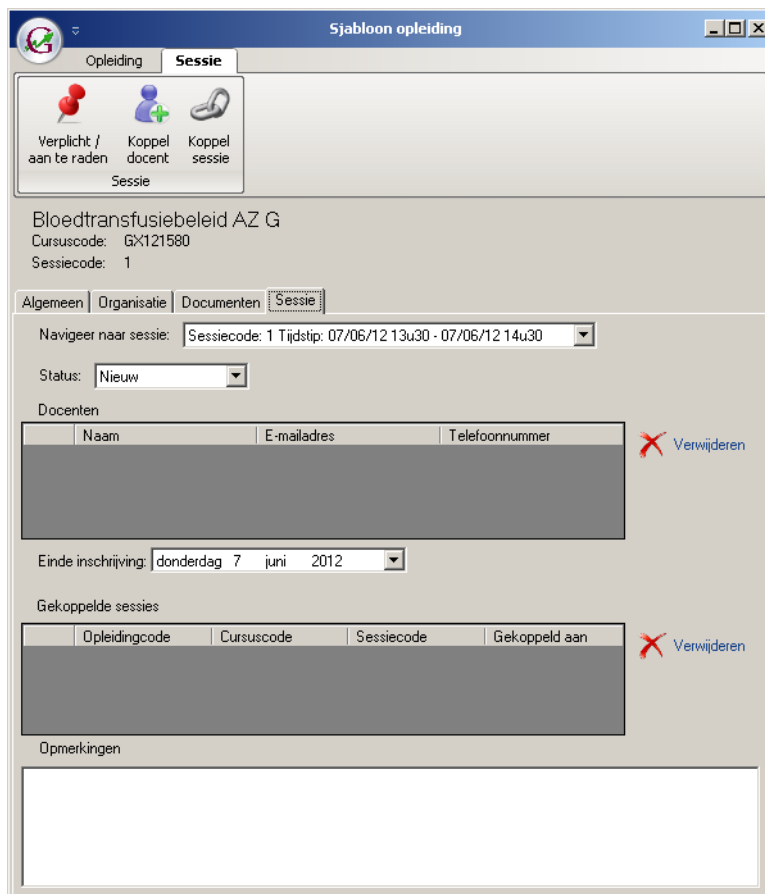 Sjabloon opleiding
Opleiding Sessie
Verplicht / Koppel Koppel
aan te raden docent sessie
Sessie
Bloedtransfusiebeleid AZ G
Cursuscode: GX121580
Sessiecode: 1
Algemeen Organisatie Documenten Sessie
Navigeer naar sessie: Sessiecode: 1 Tijdstip: 07/06/12 13u30 - 07/06/12 14u30
Status: Nieuw
Docenten
Naam E-mailadres Telefoonnummer
Verwijderen
Einde inschrijving: donderdag 7 juni 2012
Gekoppelde sessies
Opleidingcode Cursuscode Sessiecode Gekoppeld aan
Verwijderen
Opmerkingen